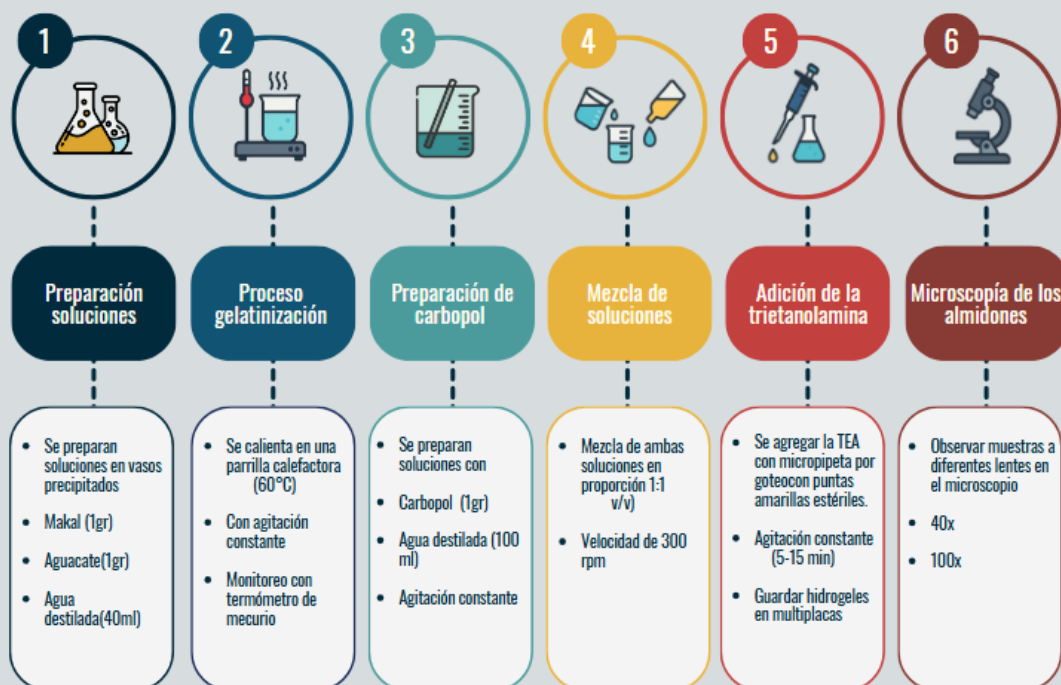 1
2
3
4
5
6
Preparación
soluciones
Proceso
gelatinización
Preparación de
carbopol
Mezcla de
soluciones
Adición de la
trietanolamina
Microscopía de los
almidones
Se preparan
soluciones en vasos
precipitados
Makal (1gr)
Aguacate(1gr)
Agua
destilada(40ml)
Se calienta en una
parrilla calefactora
(60°C)
Con agitación
constante
Monitoreo con
termómetro de
mecurio
Se preparan
soluciones con
Carbopol (1gr)
Agua destilada (100
ml)
Agitación constante
Mezcla de ambas
soluciones en
proporción 1:1
v/v)
Velocidad de 300
rpm
Se agregar la TEA
con micropipeta por
goteocon puntas
amarillas estériles.
Agitación constante
(5-15 min)
Guardar hidrogeles
en multiplacas
Observar muestras a
diferentes lentes en
el microscopio
40x
100x